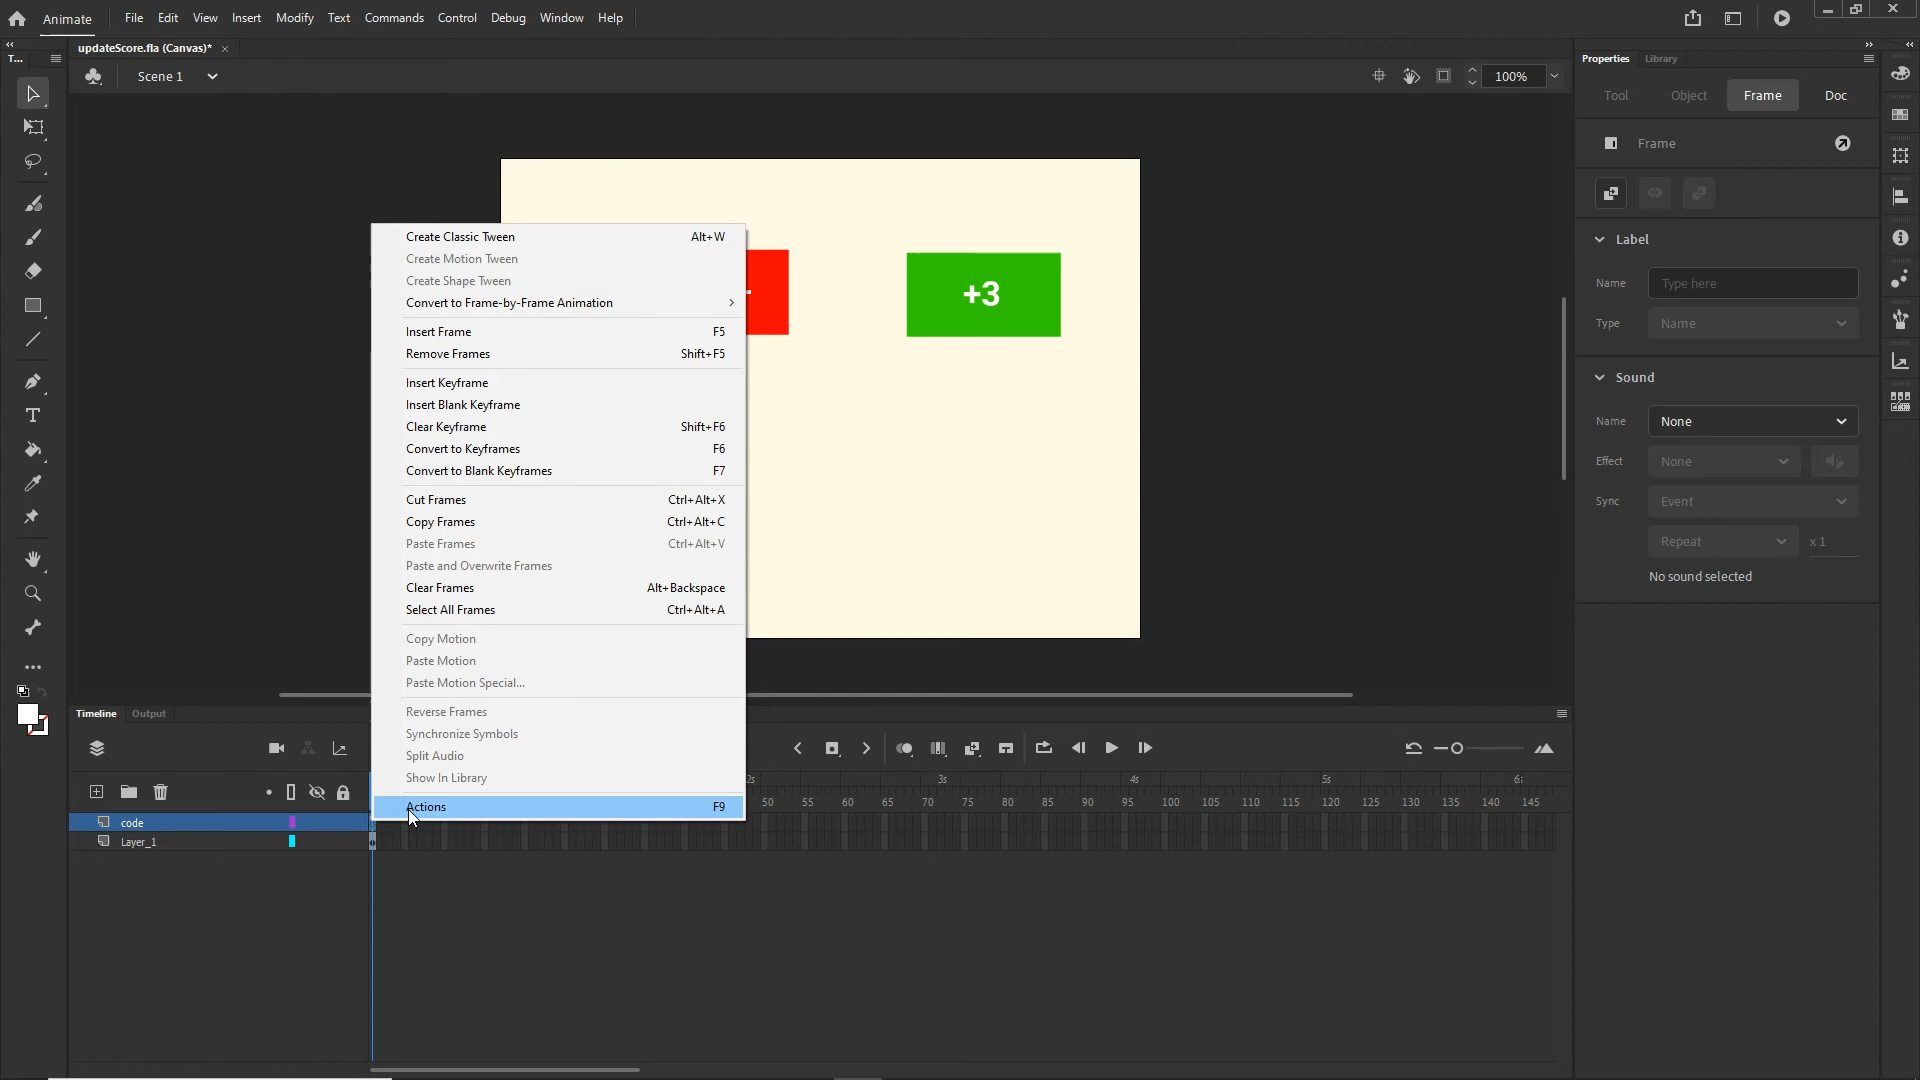 Animate File Edit View Insert Modify Text Commands Control Debug Window Help
updateScore.fla (Canvas)*
T...
Properties Library
Scene 1
100%
Tool Object Frame Doc
Frame
Label
Name Type here
Type Name
Sound
Name None
Effect None
Sync Event
Repeat x 1
No sound selected
+3
Create Classic Tween Alt+W
Create Motion Tween
Create Shape Tween
Convert to Frame-by-Frame Animation
Insert Frame F5
Remove Frames Shift+F5
Insert Keyframe
Insert Blank Keyframe
Clear Keyframe Shift+F6
Convert to Keyframes F6
Convert to Blank Keyframes F7
Cut Frames Ctrl+Alt+X
Copy Frames Ctrl+Alt+C
Paste Frames Ctrl+Alt+V
Paste and Overwrite Frames
Clear Frames Alt+Backspace
Select All Frames Ctrl+Alt+A
Copy Motion
Paste Motion
Paste Motion Special...
Reverse Frames
Synchronize Symbols
Split Audio
Show In Library
Actions F9
Timeline Output
2s 3s 4s 5s 6s
50 55 60 65 70 75 80 85 90 95 100 105 110 115 120 125 130 135 140 145
code
Layer_1